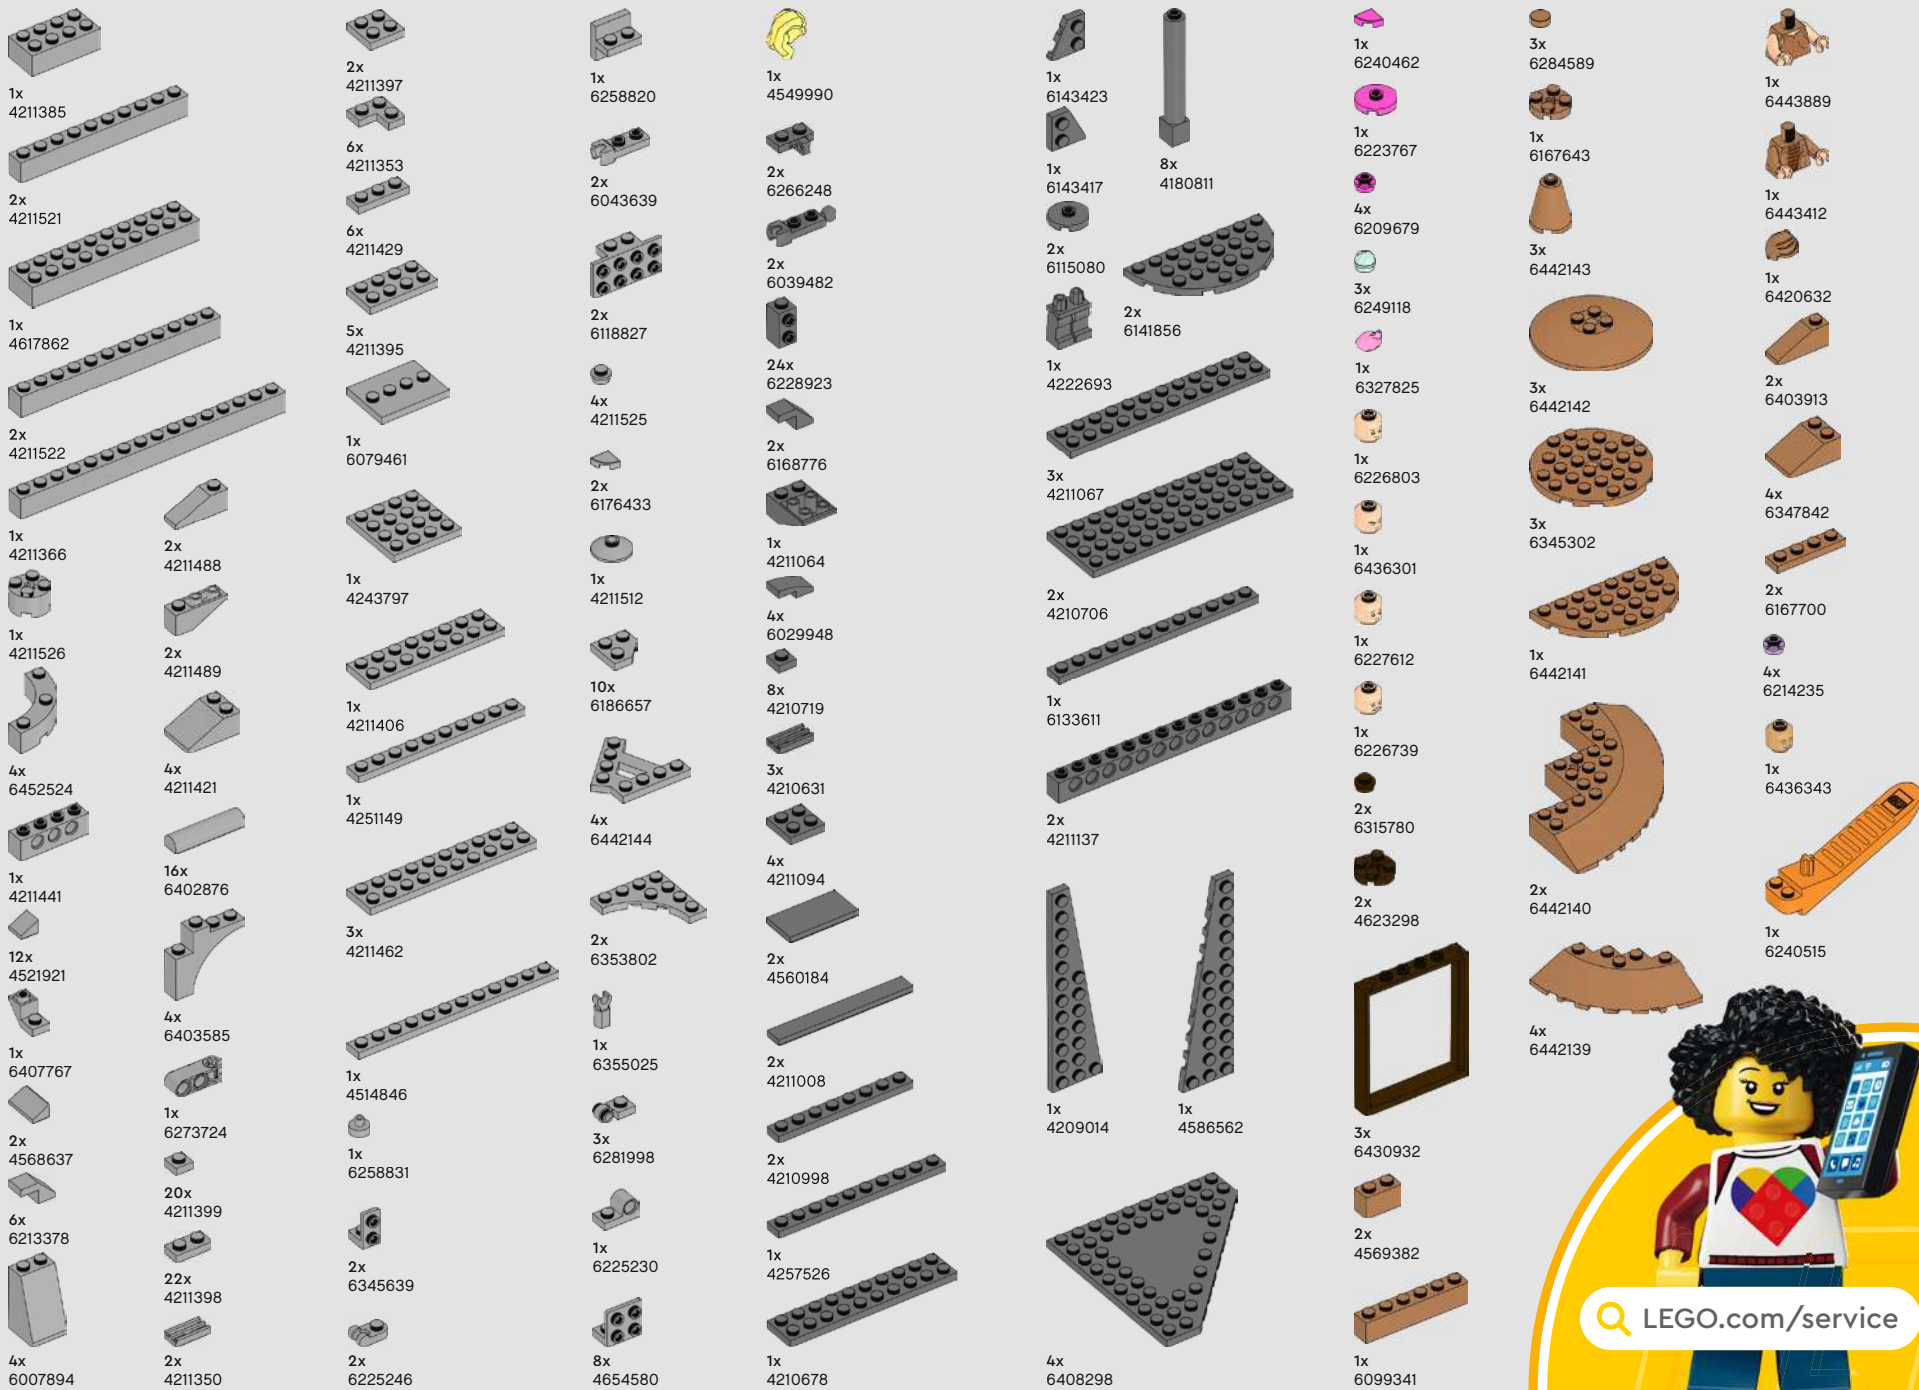 1x
4211385
2x
4211521
1x
4617862
2x
4211522
1x
4211366
1x
4211526
4x
6452524
1x
4211441
12x
4521921
1x
6407767
2x
4568637
6x
6213378
4x
6007894
2x
4211488
2x
4211489
4x
4211421
16x
6402876
4x
6403585
1x
6273724
20x
4211399
22x
4211398
2x
4211350
2x
4211397
6x
4211353
6x
4211429
5x
4211395
1x
6079461
1x
4243797
1x
4211406
1x
4251149
3x
4211462
1x
4514846
1x
6258831
2x
6345639
2x
6225246
1x
6258820
2x
6043639
2x
6118827
4x
4211525
2x
6176433
1x
4211512
10x
6186657
4x
6442144
2x
6353802
1x
6355025
3x
6281998
1x
6225230
8x
4654580
1x
4549990
2x
6266248
2x
6039482
24x
6228923
2x
6168776
1x
4211064
4x
6029948
8x
4210719
3x
4210631
4x
4211094
2x
4560184
2x
4211008
2x
4210998
1x
4257526
1x
4210678
1x
6143423
1x
6143417
8x
4180811
2x
6115080
2x
6141856
1x
4222693
3x
4211067
2x
4210706
1x
6133611
2x
4211137
1x
4209014
1x
4586562
4x
6408298
1x
6240462
1x
6223767
4x
6209679
3x
6249118
1x
6327825
1x
6226803
1x
6436301
1x
6227612
1x
6226739
2x
6315780
2x
4623298
3x
6430932
2x
4569382
1x
6099341
3x
6284589
1x
6167643
3x
6442143
3x
6442142
3x
6345302
1x
6442141
2x
6442140
4x
6442139
1x
6443889
1x
6443412
1x
6420632
2x
6403913
4x
6347842
2x
6167700
4x
6214235
1x
6436343
1x
6240515
LEGO.com/service